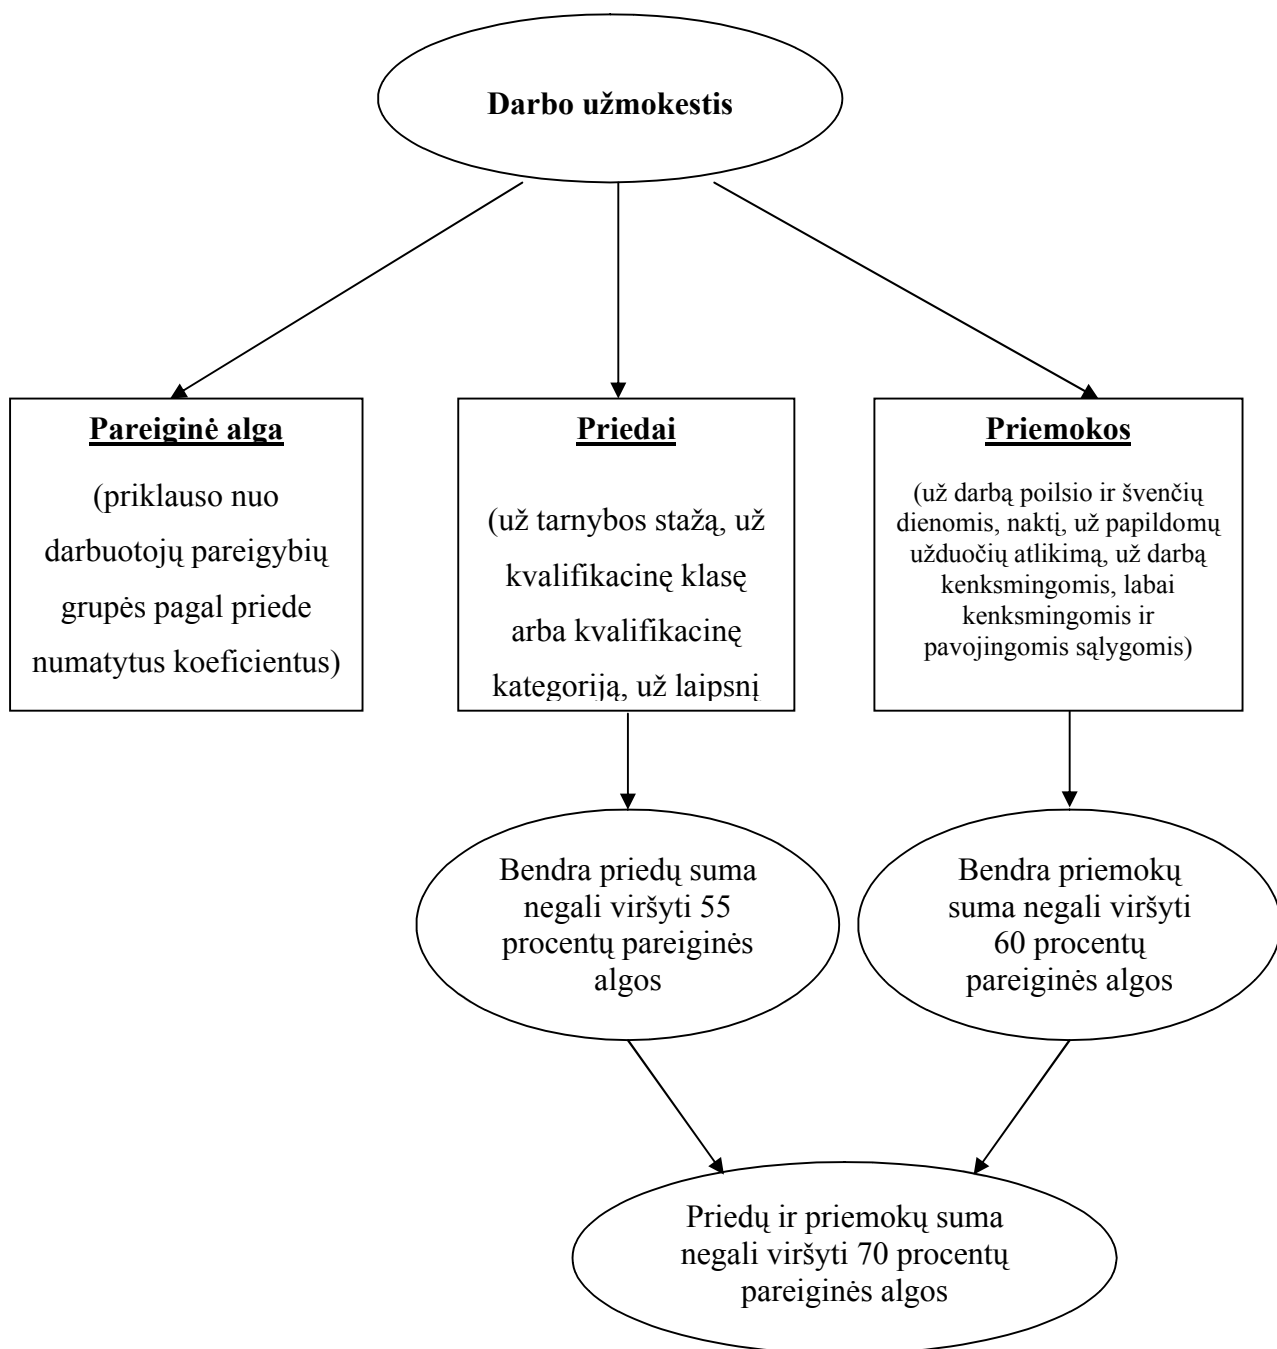 Darbo užmokestis
Pareiginė alga
(priklauso nuo
darbuotojų pareigybių
grupės pagal priede
numatytus koeficientus)
Priedai
(už tarnybos stažą, už
kvalifikacinę klasę
arba kvalifikacinę
kategoriją, už laipsnį
Priemokos
(už darbą poilsio ir švenčių
dienomis, naktį, už papildomų
užduočių atlikimą, už darbą
kenksmingomis, labai
kenksmingomis ir
pavojingomis sąlygomis)
Bendra priedų suma
negali viršyti 55
procentų pareiginės
algos
Bendra priemokų
suma negali viršyti
60 procentų
pareiginės algos
Priedų ir priemokų suma
negali viršyti 70 procentų
pareiginės algos